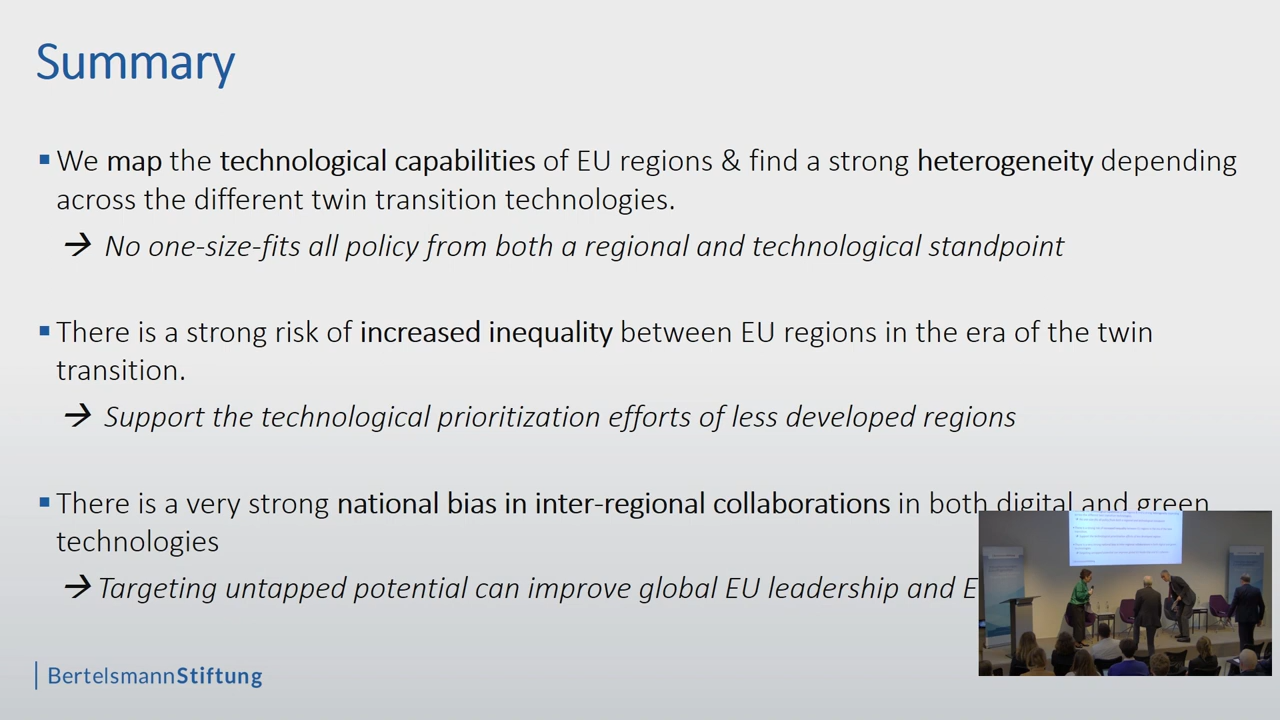 Summary
We map the technological capabilities of EU regions & find a strong heterogeneity depending
across the different twin transition technologies.
→ No one-size-fits all policy from both a regional and technological standpoint
There is a strong risk of increased inequality between EU regions in the era of the twin
transition.
→ Support the technological prioritization efforts of less developed regions
There is a very strong national bias in inter-regional collaborations in both digital and green
technologies
→ Targeting untapped potential can improve global EU leadership and
BertelsmannStiftung